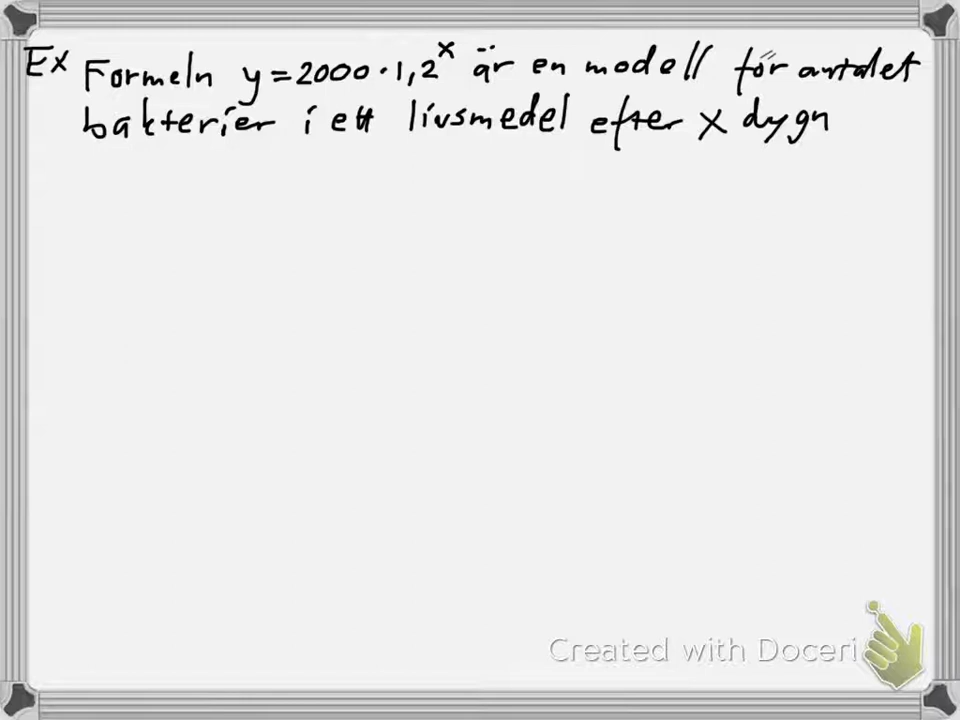 Ex Formeln y = 2000 · 1,2^x är en modell för antalet
bakterier i ett livsmedel efter x dygn
Created with Doceri